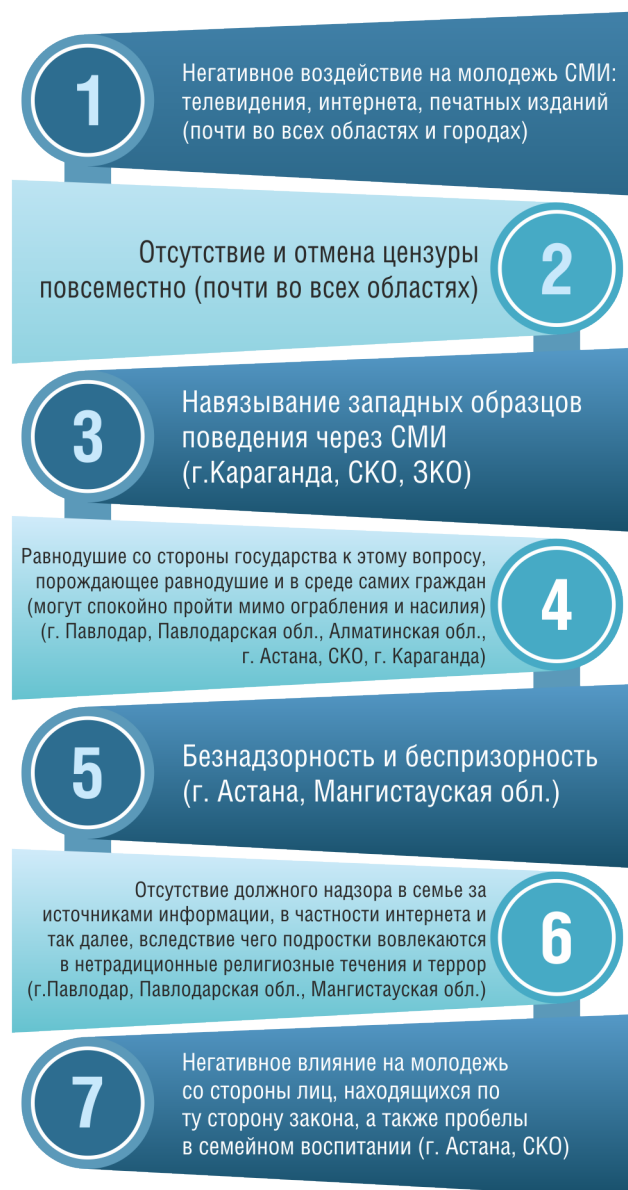 1
Негативное воздействие на молодежь СМИ:
телевидения, интернета, печатных изданий
(почти во всех областях и городах)
Отсутствие и отмена цензуры
повсеместно (почти во всех областях)
2
3
Навязывание западных образцов
поведения через СМИ
(г.Караганда, СКО, ЗКО)
Равнодушие со стороны государства к этому вопросу,
порождающее равнодушие и в среде самих граждан
(могут спокойно пройти мимо ограбления и насилия)
(г. Павлодар, Павлодарская обл., Алматинская обл.,
г. Астана, СКО, г. Караганда)
4
5
Безнадзорность и беспризорность
(г. Астана, Мангистауская обл.)
Отсутствие должного надзора в семье за
источниками информации, в частности интернета и
так далее, вследствие чего подростки вовлекаются
в нетрадиционные религиозные течения и террор
(г.Павлодар, Павлодарская обл., Мангистауская обл.)
6
7
Негативное влияние на молодежь
со стороны лиц, находящихся по
ту сторону закона, а также пробелы
в семейном воспитании (г. Астана, СКО)